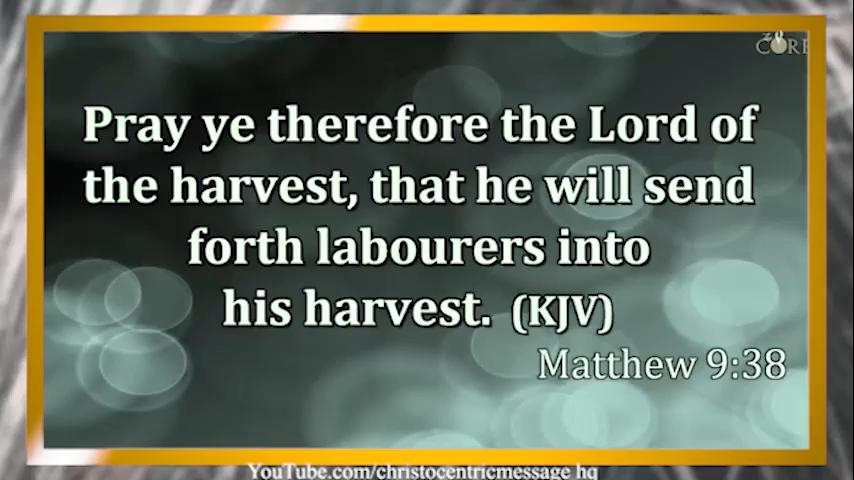 CORE
Pray ye therefore the Lord of
the harvest, that he will send
forth labourers into
his harvest. (KJV)
Matthew 9:38
YouTube.com/christocentricmessage hq